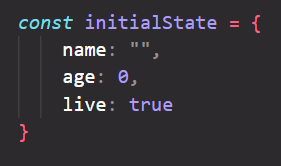 const initialState = {
    name: "",
    age: 0,
    live: true
}